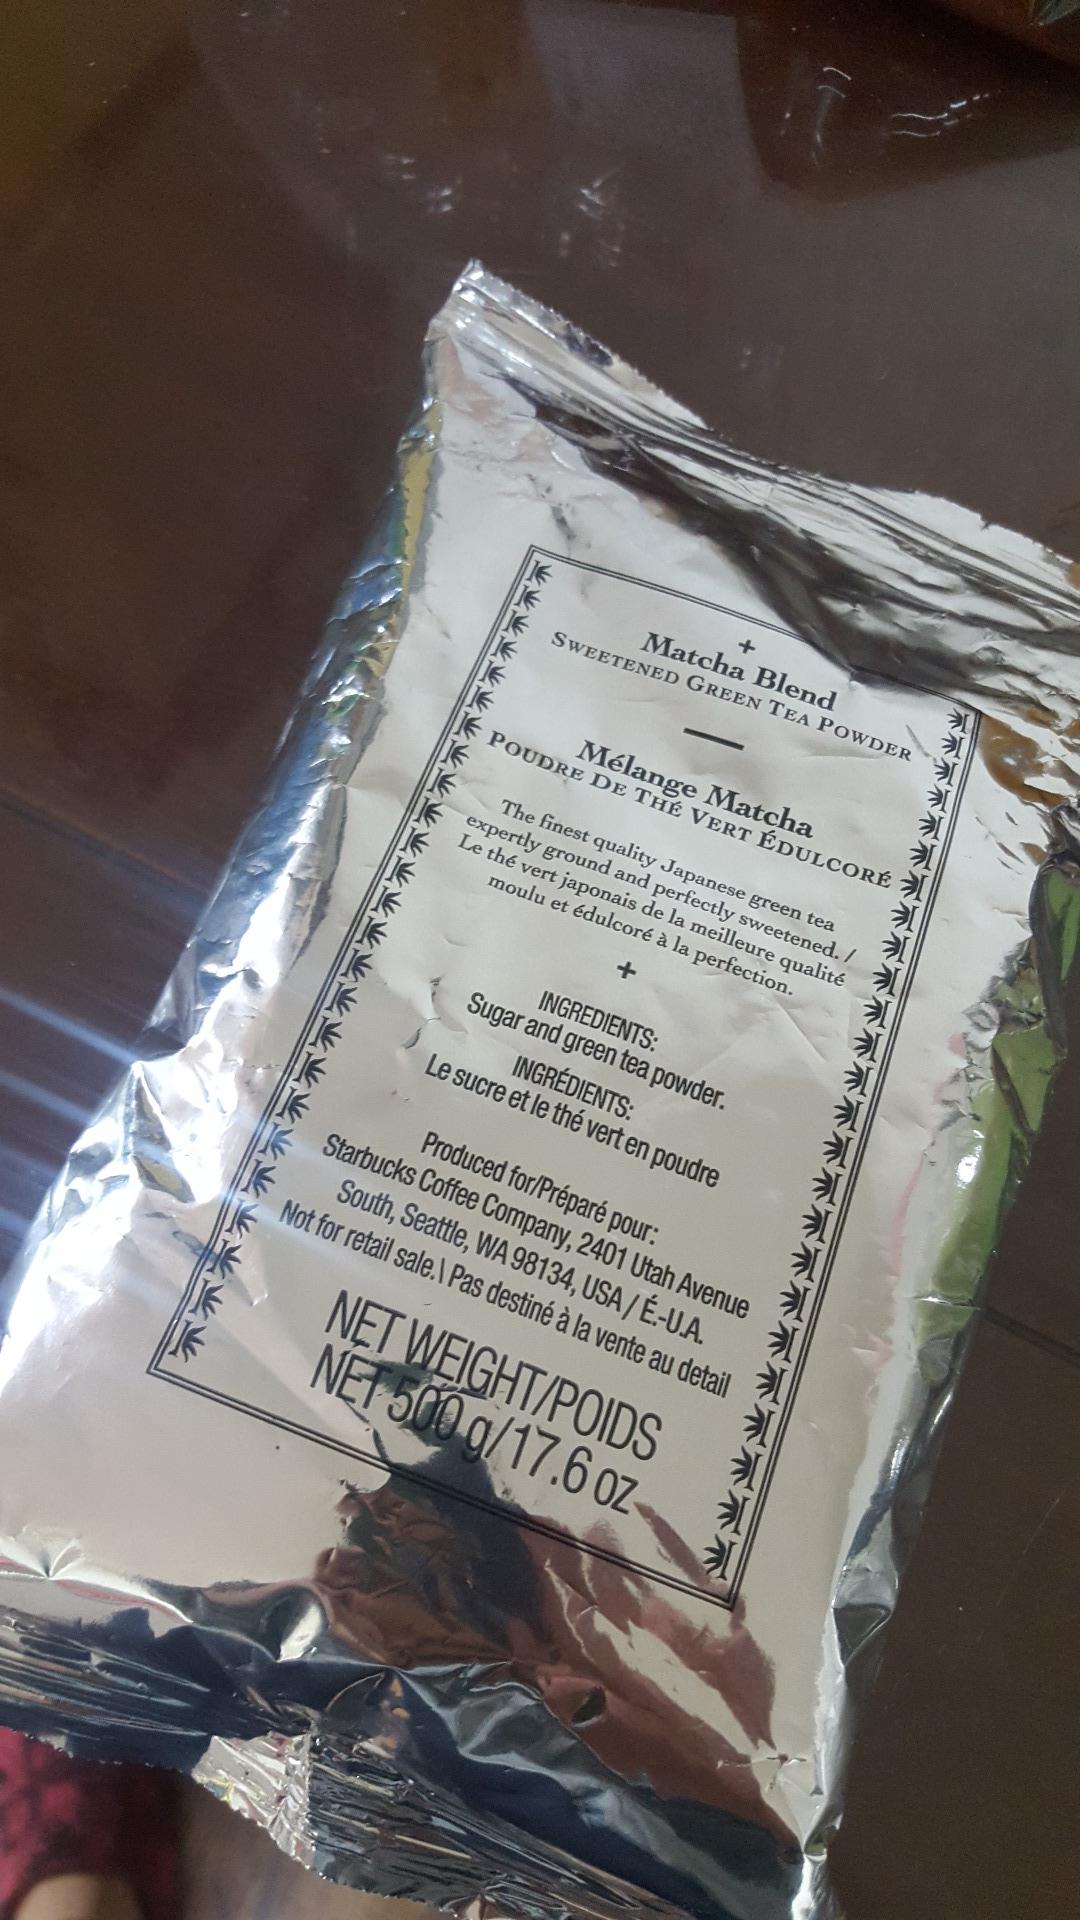 +
Matcha Blend
SWEETENED GREEN TEA POWDER
—
Mélange Matcha
POUDRE DE THÉ VERT ÉDULCORÉ
The finest quality Japanese green tea
expertly ground and perfectly sweetened. /
Le thé vert japonais de la meilleure qualité
moulu et édulcoré à la perfection.
+
INGREDIENTS:
Sugar and green tea powder.
INGRÉDIENTS:
Le sucre et le thé vert en poudre
Produced for/Préparé pour:
Starbucks Coffee Company, 2401 Utah Avenue
South, Seattle, WA 98134, USA / É.-U.A.
Not for retail sale.\ Pas destiné à la vente au detail
NET WEIGHT/POIDS
NET 500 g/17.6 oz